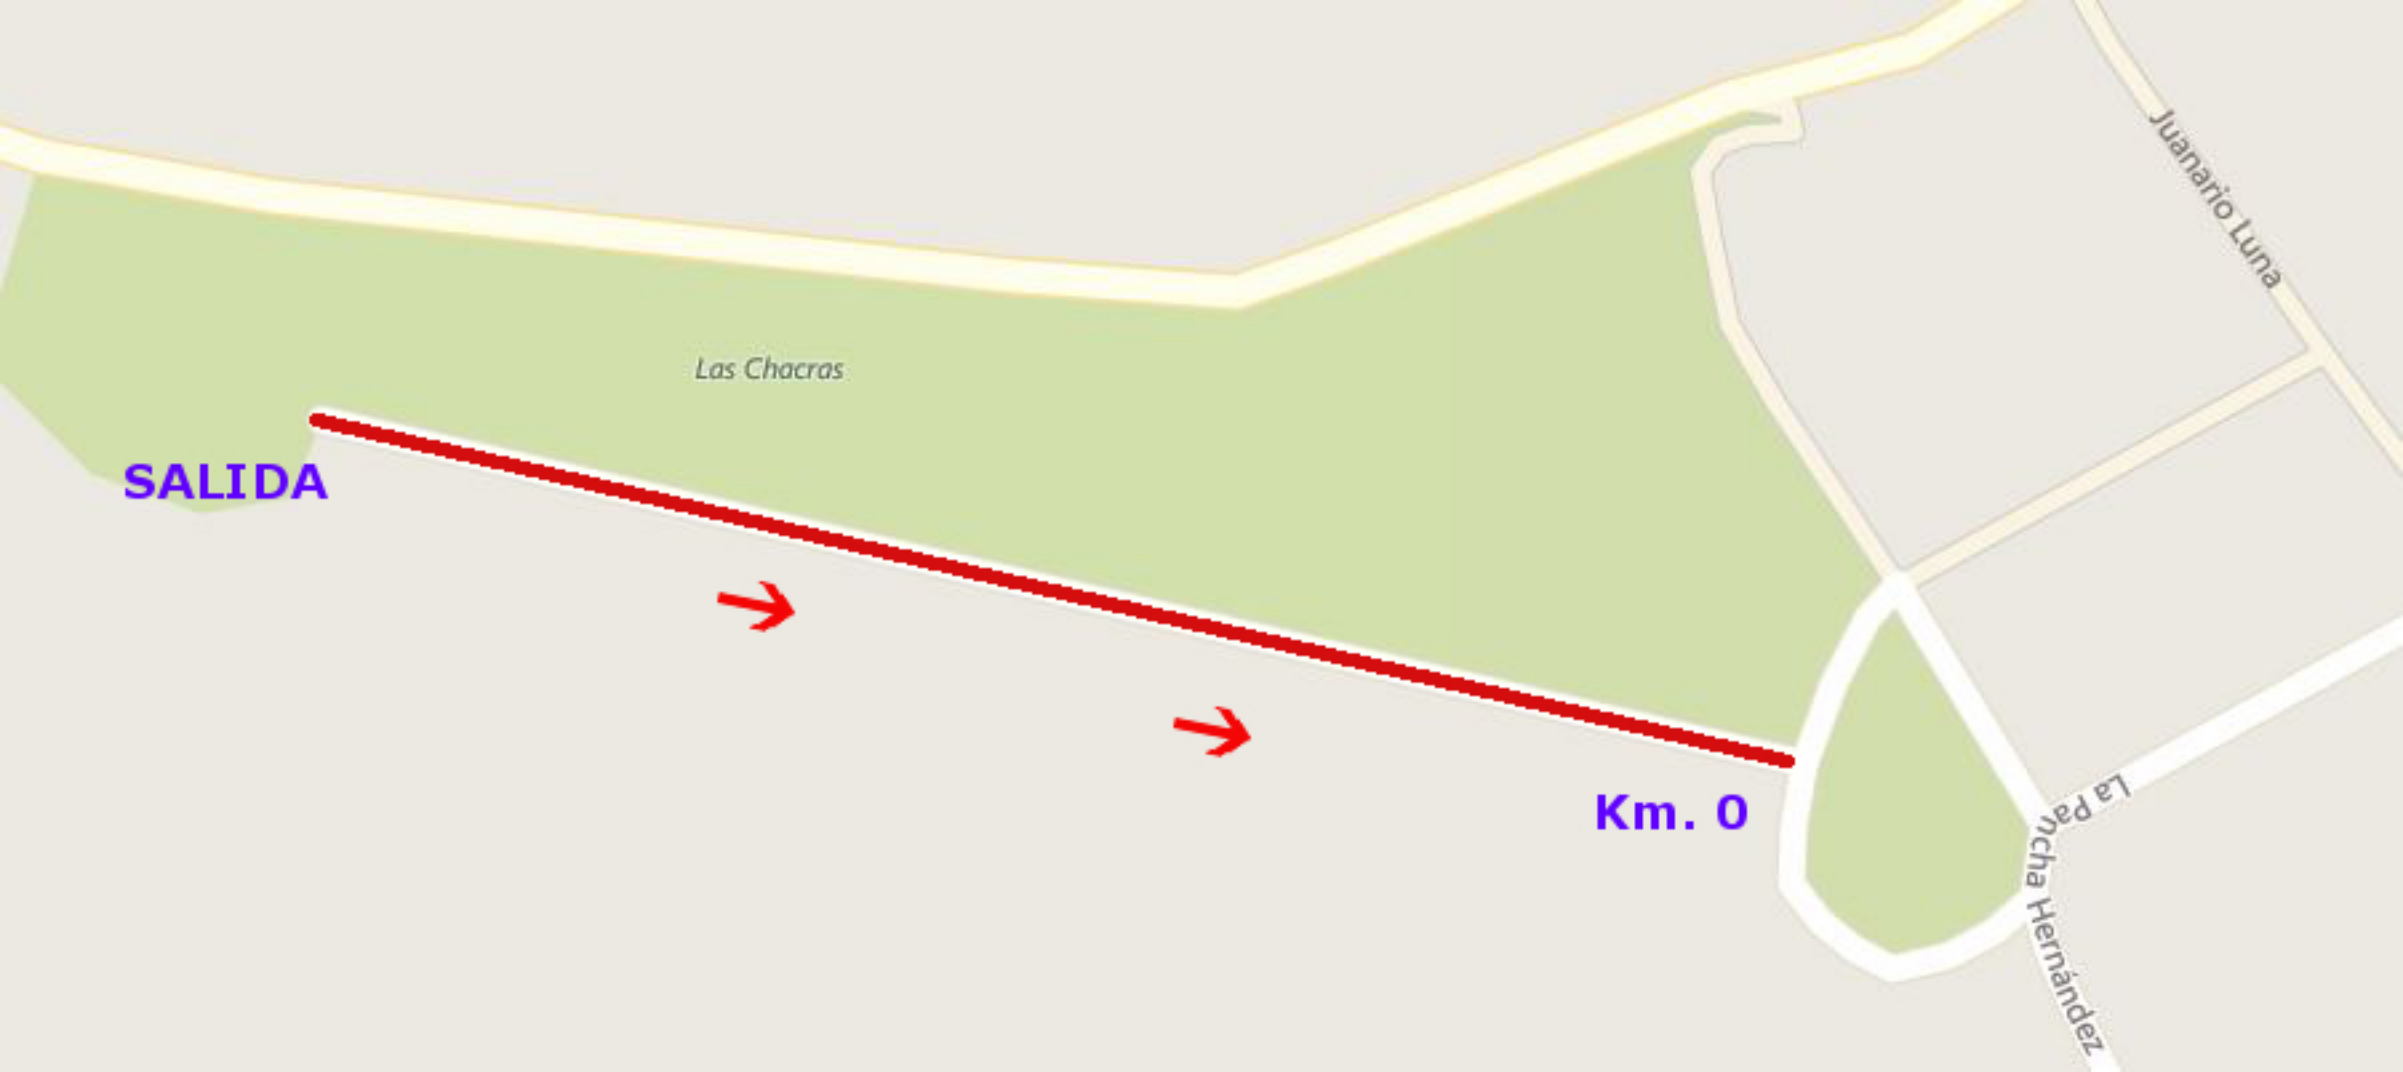 Juanario Luna
Las Chacras
SALIDA
Km. 0
La Pancha Hernández